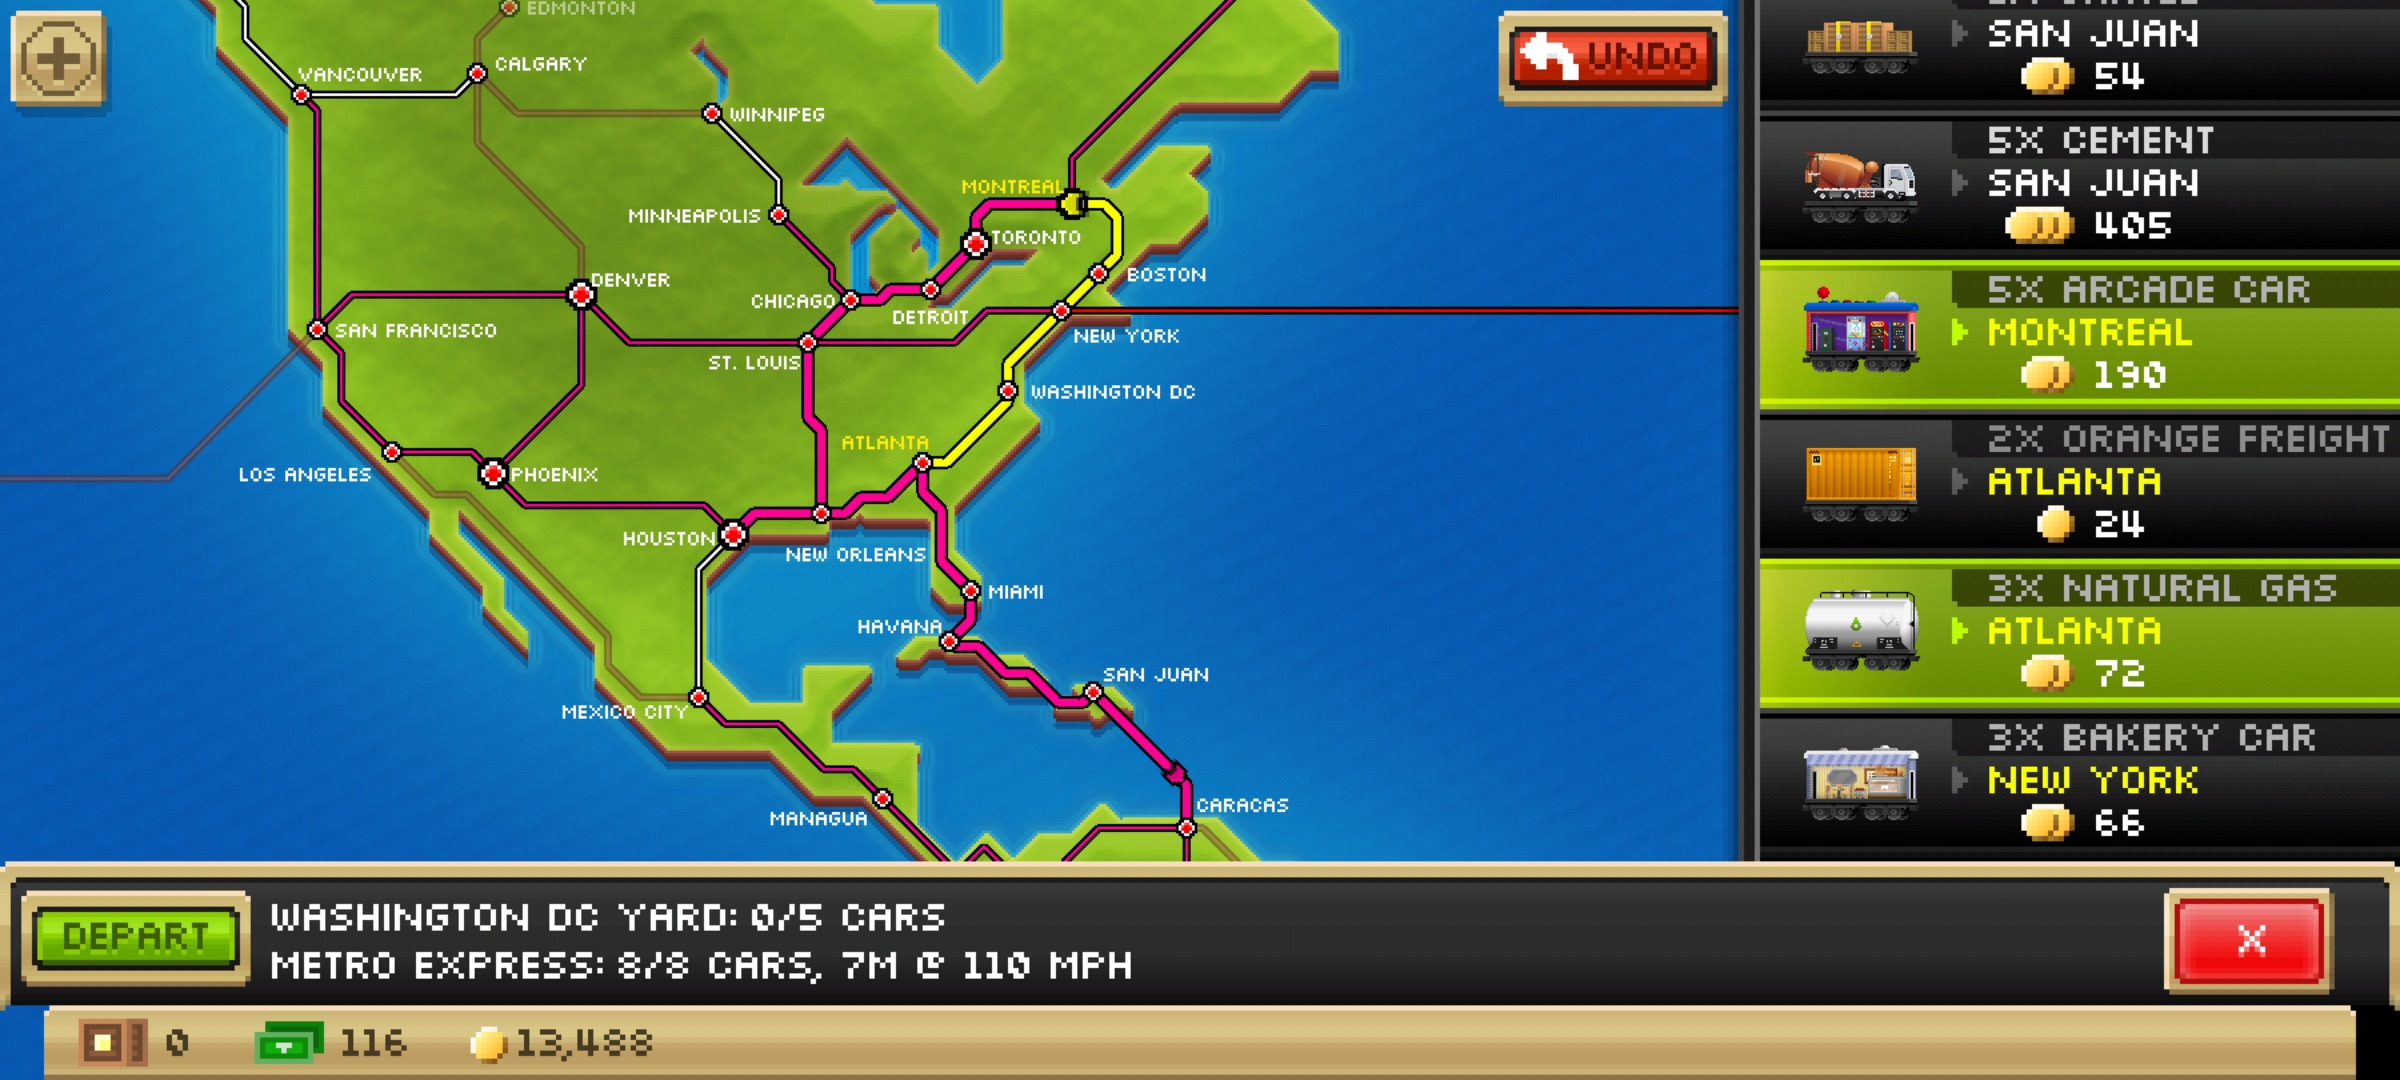 EDMONTON
CALGARY
VANCOUVER
WINNIPEG
MONTREAL
MINNEAPOLIS
TORONTO
DENVER
BOSTON
CHICAGO
DETROIT
SAN FRANCISCO
NEW YORK
ST. LOUIS
WASHINGTON DC
ATLANTA
LOS ANGELES
PHOENIX
HOUSTON
NEW ORLEANS
MIAMI
HAVANA
SAN JUAN
MEXICO CITY
CARACAS
MANAGUA
UNDO
SAN JUAN
54
5X CEMENT
SAN JUAN
405
5X ARCADE CAR
MONTREAL
190
2X ORANGE FREIGHT
ATLANTA
24
3X NATURAL GAS
ATLANTA
72
3X BAKERY CAR
NEW YORK
66
DEPART
WASHINGTON DC YARD: 0/5 CARS
METRO EXPRESS: 8/8 CARS, 7M @ 110 MPH
X
0
116
13,488